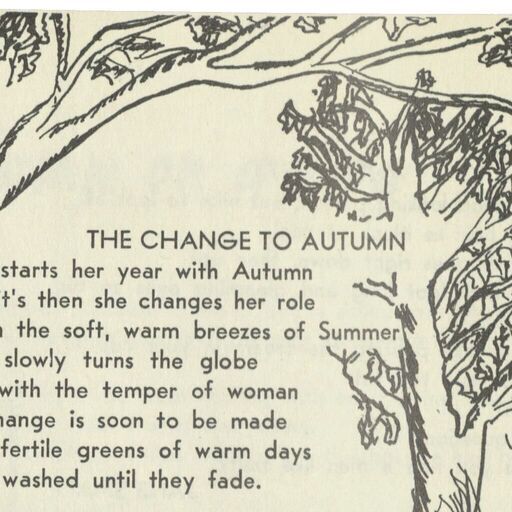 THE CHANGE TO AUTUMN
starts her year with Autumn
t's then she changes her role
the soft, warm breezes of Summer
slowly turns the globe
with the temper of woman
hange is soon to be made
fertile greens of warm days
washed until they fade.